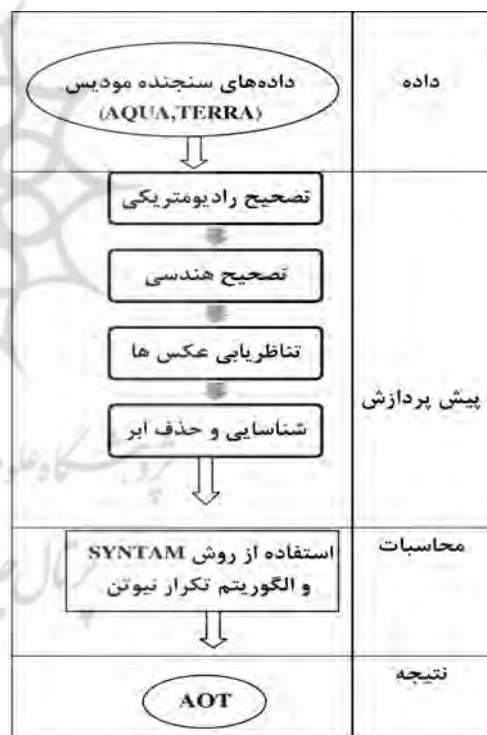 داده
داده‌های سنجنده مودیس
(AQUA,TERRA)
پیش پردازش
تصحیح رادیومتریکی
تصحیح هندسی
تناظریابی عکس ها
شناسایی و حذف ابر
محاسبات
استفاده از روش SYNTAM
و الگوریتم تکرار نیوتن
نتیجه
AOT